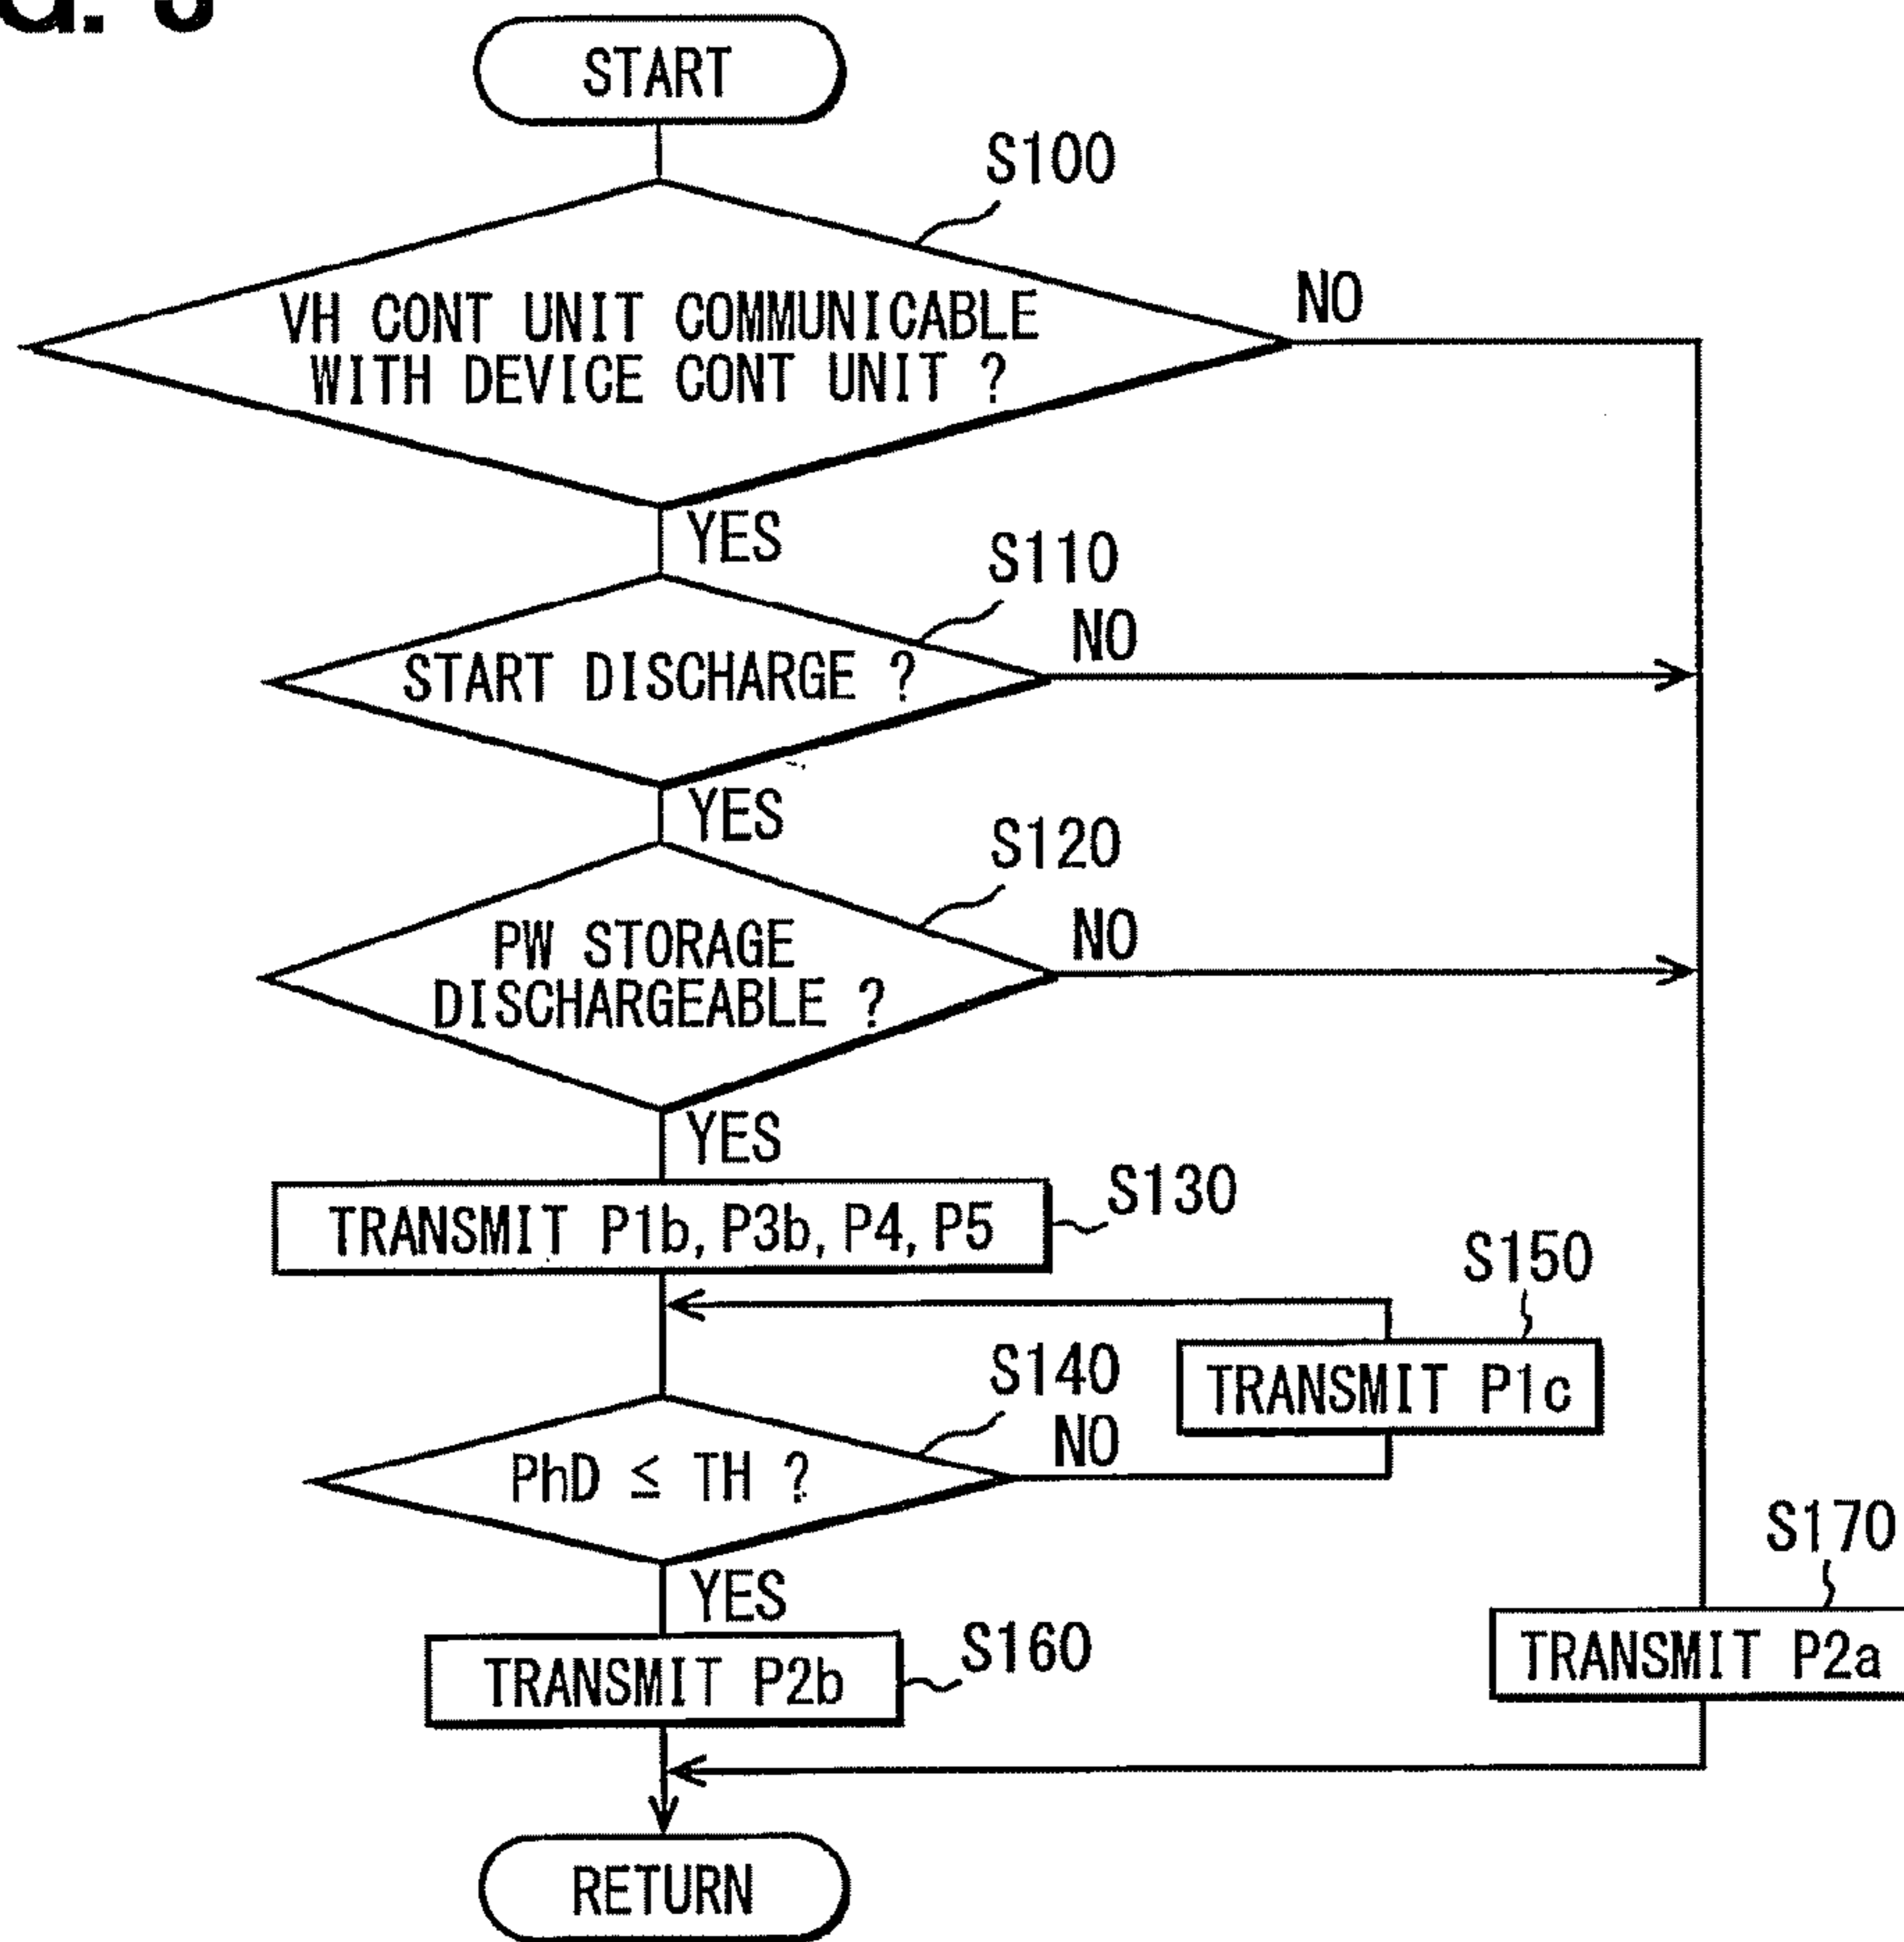 START
S100
VH CONT UNIT COMMUNICABLE
WITH DEVICE CONT UNIT ?
NO
YES
S110
START DISCHARGE ?
NO
YES
S120
PW STORAGE
DISCHARGEABLE ?
NO
YES
TRANSMIT P1b, P3b, P4, P5
S130
S150
TRANSMIT P1c
S140
PhD ≤ TH ?
NO
YES
S170
TRANSMIT P2a
TRANSMIT P2b
S160
RETURN